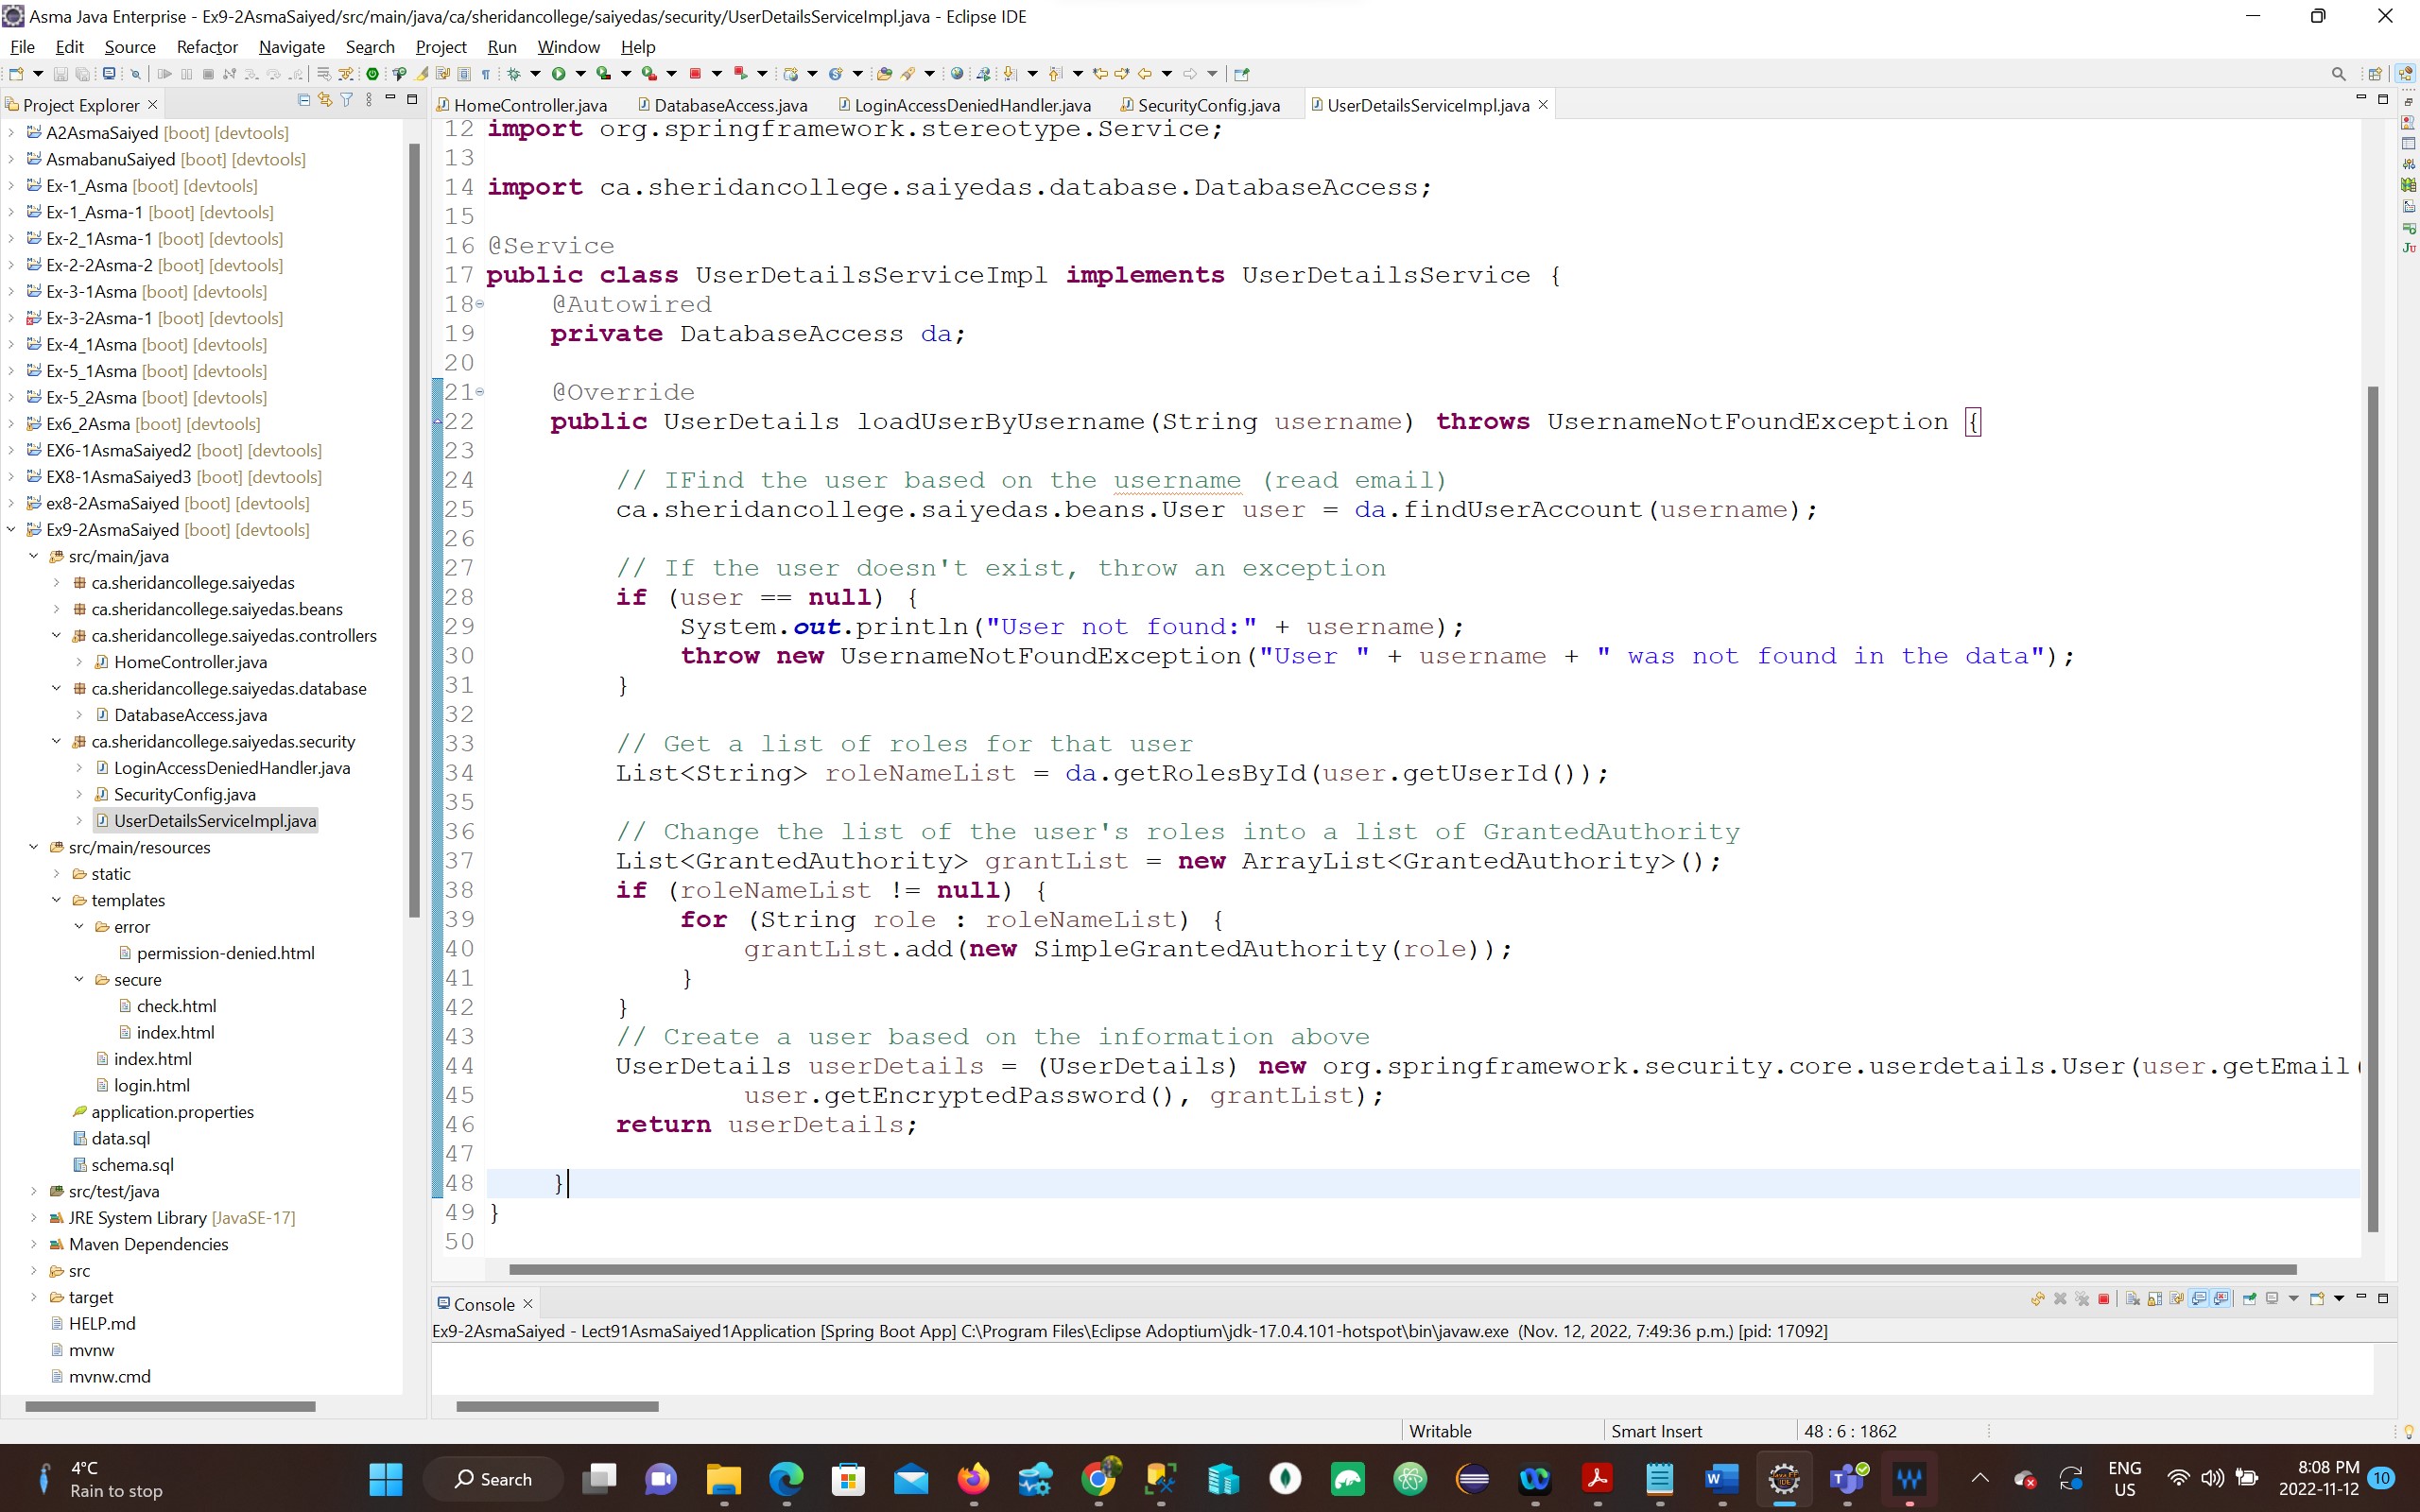 Asma Java Enterprise - Ex9-2AsmaSaiyed/src/main/java/ca/sheridancollege/saiyedas/security/UserDetailsServiceImpl.java - Eclipse IDE
File Edit Source Refactor Navigate Search Project Run Window Help
Project Explorer
A2AsmaSaiyed [boot] [devtools]
AsmabanuSaiyed [boot] [devtools]
Ex-1_Asma [boot] [devtools]
Ex-1_Asma-1 [boot] [devtools]
Ex-2_1Asma-1 [boot] [devtools]
Ex-2-2Asma-2 [boot] [devtools]
Ex-3-1Asma [boot] [devtools]
Ex-3-2Asma-1 [boot] [devtools]
Ex-4_1Asma [boot] [devtools]
Ex-5_1Asma [boot] [devtools]
Ex-5_2Asma [boot] [devtools]
Ex6_2Asma [boot] [devtools]
EX6-1AsmaSaiyed2 [boot] [devtools]
EX8-1AsmaSaiyed3 [boot] [devtools]
ex8-2AsmaSaiyed [boot] [devtools]
Ex9-2AsmaSaiyed [boot] [devtools]
src/main/java
ca.sheridancollege.saiyedas
ca.sheridancollege.saiyedas.beans
ca.sheridancollege.saiyedas.controllers
HomeController.java
ca.sheridancollege.saiyedas.database
DatabaseAccess.java
ca.sheridancollege.saiyedas.security
LoginAccessDeniedHandler.java
SecurityConfig.java
UserDetailsServiceImpl.java
src/main/resources
static
templates
error
permission-denied.html
secure
check.html
index.html
index.html
login.html
application.properties
data.sql
schema.sql
src/test/java
JRE System Library [JavaSE-17]
Maven Dependencies
src
target
HELP.md
mvnw
mvnw.cmd
HomeController.java DatabaseAccess.java LoginAccessDeniedHandler.java SecurityConfig.java UserDetailsServiceImpl.java
12 import org.springframework.stereotype.Service;
13
14 import ca.sheridancollege.saiyedas.database.DatabaseAccess;
15
16 @Service
17 public class UserDetailsServiceImpl implements UserDetailsService {
18 @Autowired
19 private DatabaseAccess da;
20
21 @Override
22 public UserDetails loadUserByUsername(String username) throws UsernameNotFoundException {
23
24 // IFind the user based on the username (read email)
25 ca.sheridancollege.saiyedas.beans.User user = da.findUserAccount(username);
26
27 // If the user doesn't exist, throw an exception
28 if (user == null) {
29 System.out.println("User not found:" + username);
30 throw new UsernameNotFoundException("User " + username + " was not found in the data");
31 }
32
33 // Get a list of roles for that user
34 List<String> roleNameList = da.getRolesById(user.getUserId());
35
36 // Change the list of the user's roles into a list of GrantedAuthority
37 List<GrantedAuthority> grantList = new ArrayList<GrantedAuthority>();
38 if (roleNameList != null) {
39 for (String role : roleNameList) {
40 grantList.add(new SimpleGrantedAuthority(role));
41 }
42 }
43 // Create a user based on the information above
44 UserDetails userDetails = (UserDetails) new org.springframework.security.core.userdetails.User(user.getEmail(
45 user.getEncryptedPassword(), grantList);
46 return userDetails;
47
48 }
49 }
50
Console
Ex9-2AsmaSaiyed - Lect91AsmaSaiyed1Application [Spring Boot App] C:\Program Files\Eclipse Adoptium\jdk-17.0.4.101-hotspot\bin\javaw.exe (Nov. 12, 2022, 7:49:36 p.m.) [pid: 17092]
Writable Smart Insert 48 : 6 : 1862
4°C
Rain to stop
Search
ENG
US
8:08 PM
2022-11-12
10